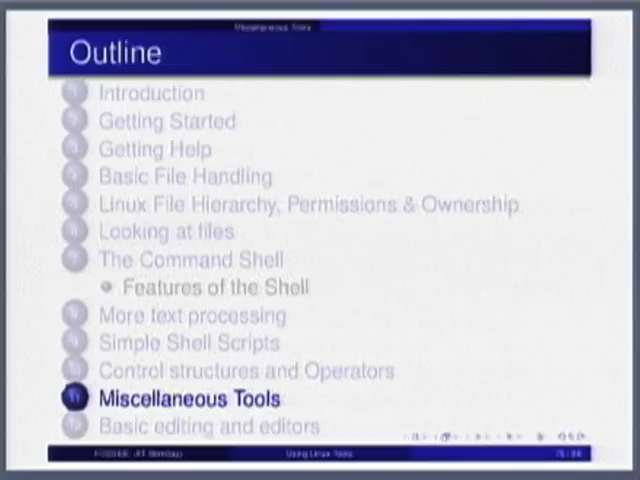 Miscellaneous Tools
Outline
Introduction
Getting Started
Getting Help
Basic File Handling
Linux File Hierarchy, Permissions & Ownership
Looking at files
The Command Shell
Features of the Shell
More text processing
Simple Shell Scripts
Control structures and Operators
11 Miscellaneous Tools
Basic editing and editors
Using Linux Tools